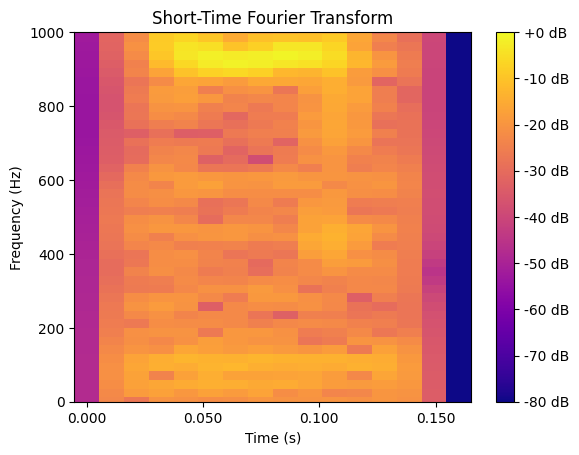 Short-Time Fourier Transform
1000
800
600
400
200
0
Frequency (Hz)
0.000
0.050
0.100
0.150
Time (s)
+0 dB
-10 dB
-20 dB
-30 dB
-40 dB
-50 dB
-60 dB
-70 dB
-80 dB